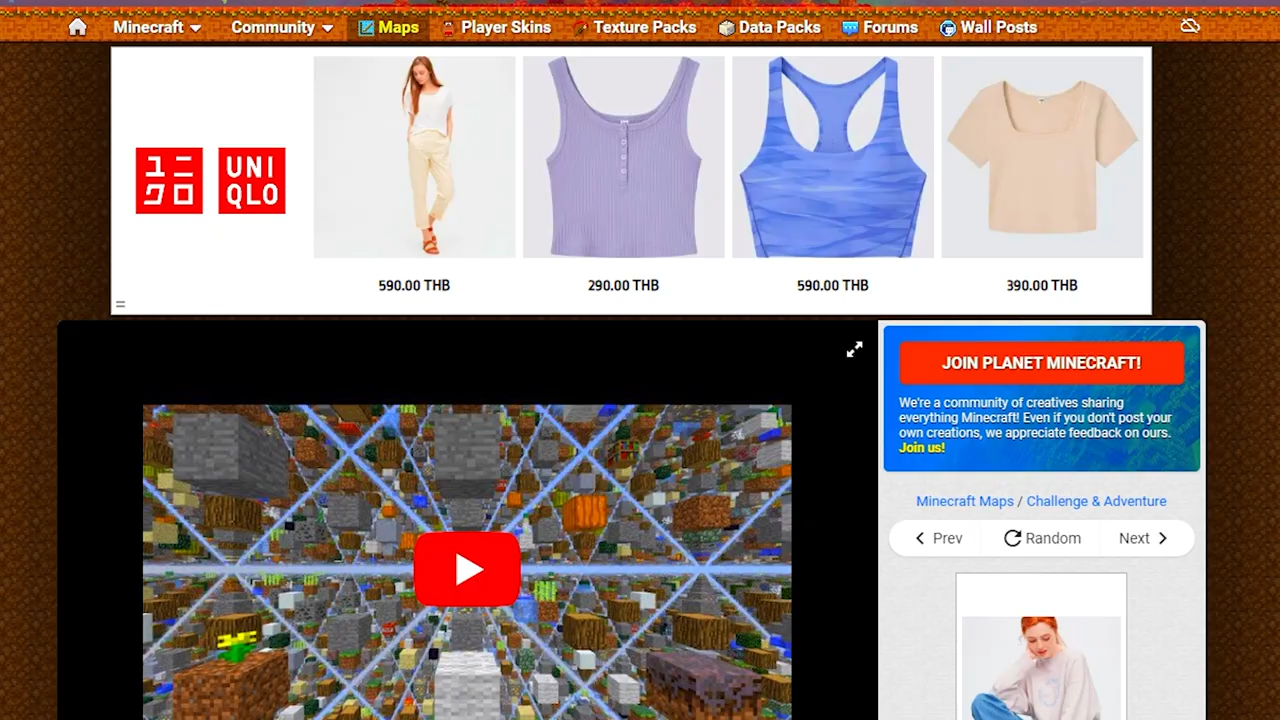 Minecraft Community Maps Player Skins Texture Packs Data Packs Forums Wall Posts
ユニ
クロ
UNI
QLO
590.00 THB 290.00 THB 590.00 THB 390.00 THB
JOIN PLANET MINECRAFT!
We're a community of creatives sharing
everything Minecraft! Even if you don't post your
own creations, we appreciate feedback on ours.
Join us!
Minecraft Maps / Challenge & Adventure
Prev Random Next